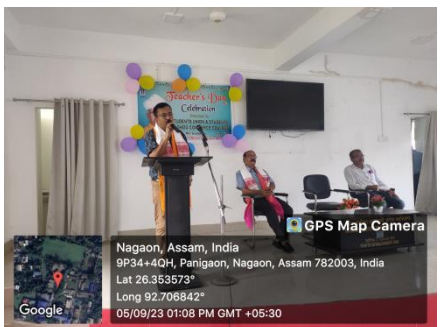 Teacher's Day
Celebration
GPS Map Camera
Nagaon, Assam, India
9P34+4QH, Panigaon, Nagaon, Assam 782003, India
Lat 26.353573°
Long 92.706842°
05/09/23 01:08 PM GMT +05:30
Google